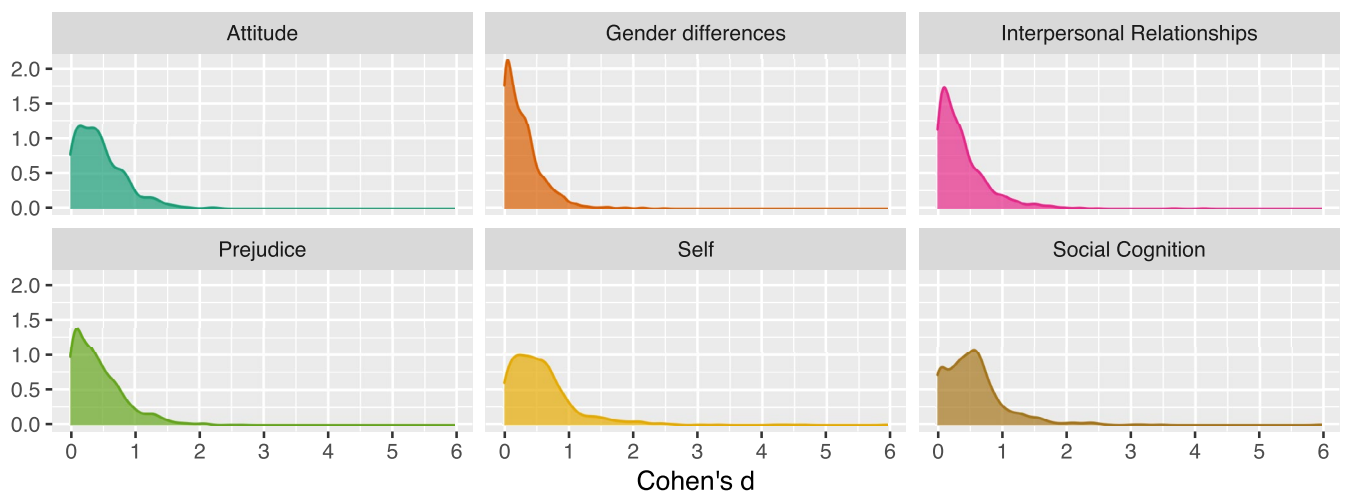 Attitude Gender differences Interpersonal Relationships
2.0
1.5
1.0
0.5
0.0
Prejudice Self Social Cognition
2.0
1.5
1.0
0.5
0.0
0 1 2 3 4 5 6 0 1 2 3 4 5 6 0 1 2 3 4 5 6
Cohen's d